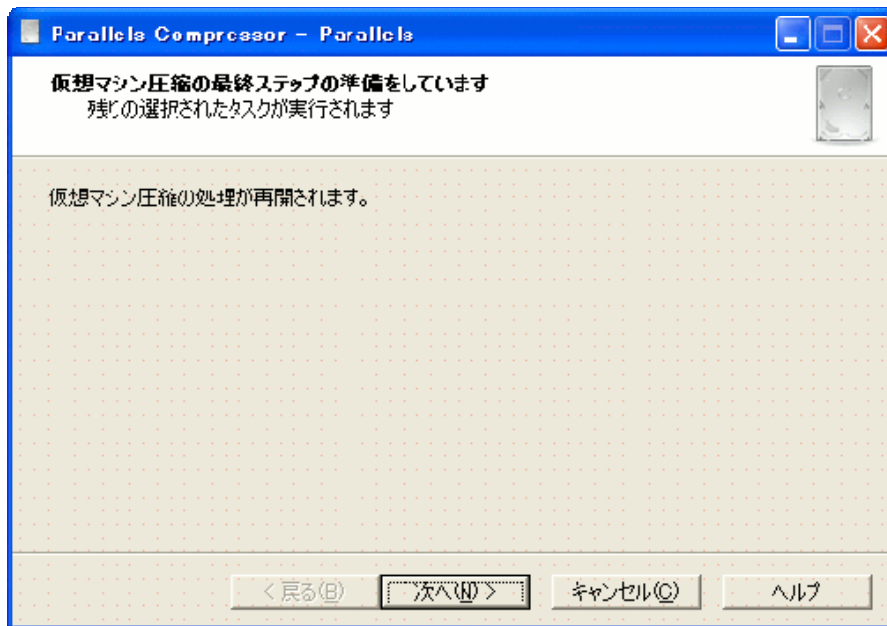 Parallels Compressor - Parallels
仮想マシン圧縮の最終ステップの準備をしています
残りの選択されたタスクが実行されます
仮想マシン圧縮の処理が再開されます。
< 戻る(B)
次へ(N) >
キャンセル(C)
ヘルプ